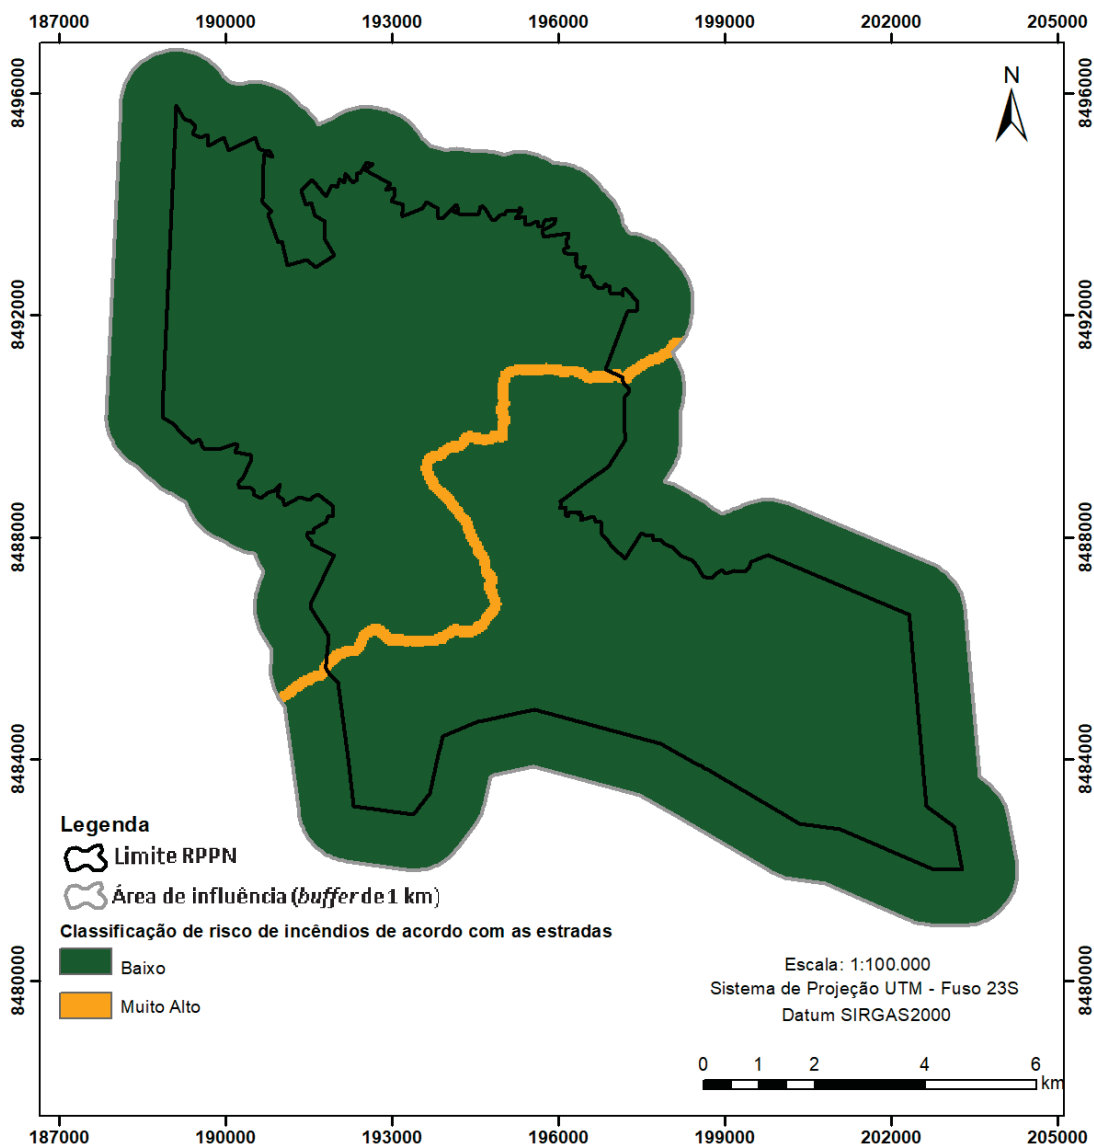 187000 190000 193000 196000 199000 202000 205000
8496000 8496000
N
8492000 8492000
8488000 8488000
8484000 8484000
Legenda
Limite RPPN
Área de influência (buffer de 1 km)
Classificação de risco de incêndios de acordo com as estradas
Baixo
Muito Alto
8480000 8480000
Escala: 1:100.000
Sistema de Projeção UTM - Fuso 23S
Datum SIRGAS2000
0 1 2 4 6
km
187000 190000 193000 196000 199000 202000 205000